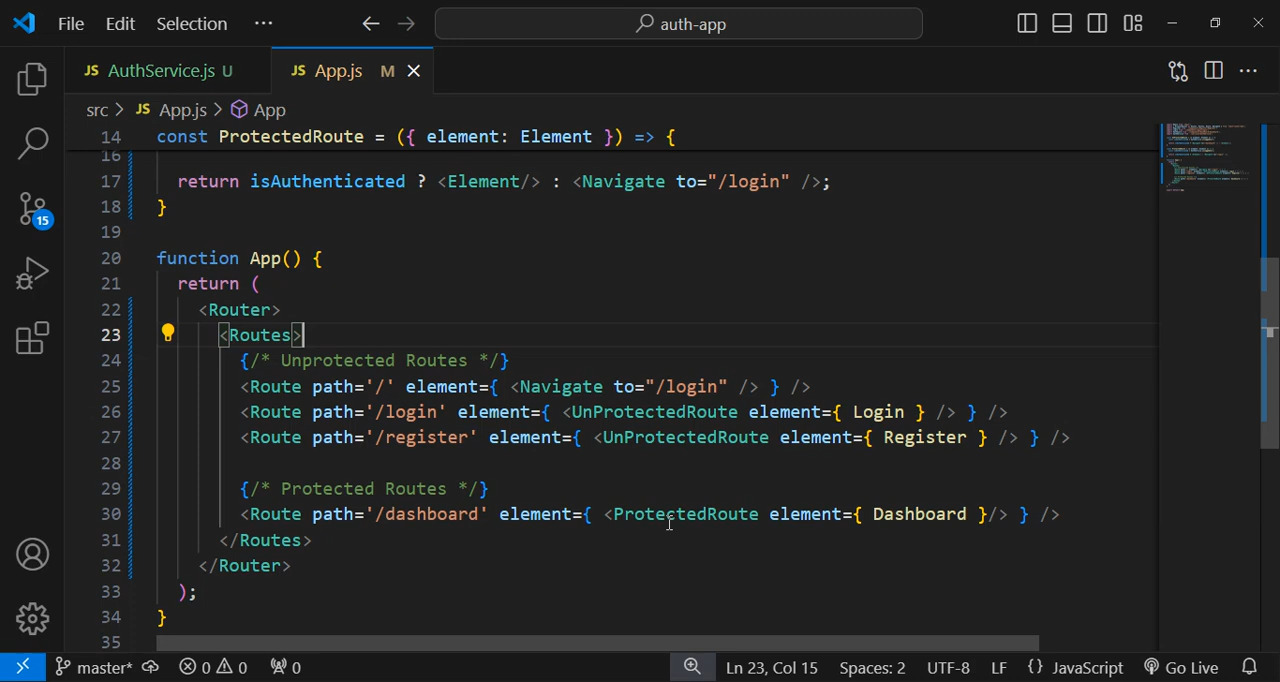 File Edit Selection ··· auth-app
JS AuthService.js U JS App.js M
src > JS App.js > App
14 const ProtectedRoute = ({ element: Element }) => {
16
17 return isAuthenticated ? <Element/> : <Navigate to="/login" />;
18 }
19
20 function App() {
21 return (
22 <Router>
23 <Routes>
24 {/* Unprotected Routes */}
25 <Route path='/' element={ <Navigate to="/login" /> } />
26 <Route path='/login' element={ <UnProtectedRoute element={ Login } /> } />
27 <Route path='/register' element={ <UnProtectedRoute element={ Register } /> } />
28
29 {/* Protected Routes */}
30 <Route path='/dashboard' element={ <ProtectedRoute element={ Dashboard }/> } />
31 </Routes>
32 </Router>
33 );
34 }
35
15
master* 0 0 0 Ln 23, Col 15 Spaces: 2 UTF-8 LF {} JavaScript Go Live